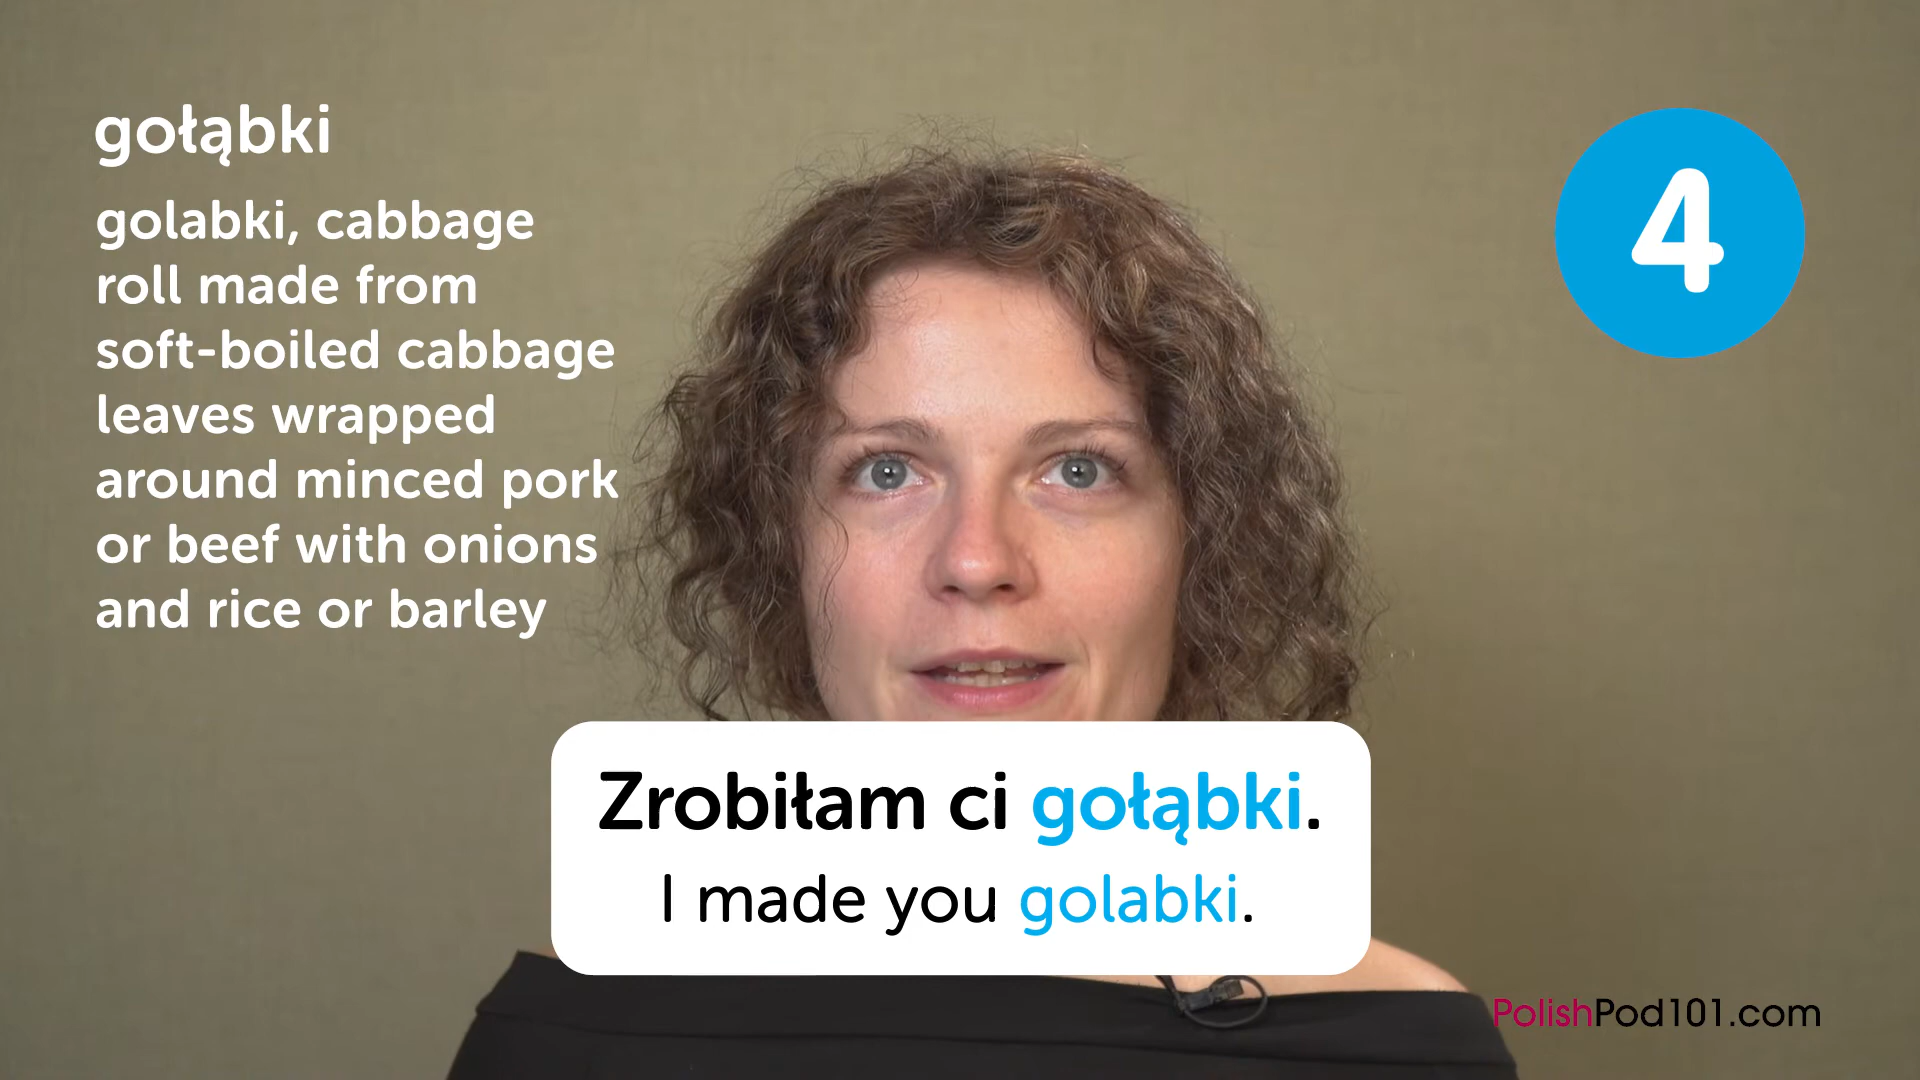 gołąbki
golabki, cabbage
roll made from
soft-boiled cabbage
leaves wrapped
around minced pork
or beef with onions
and rice or barley
4
Zrobiłam ci gołąbki.
I made you golabki.
PolishPod101.com